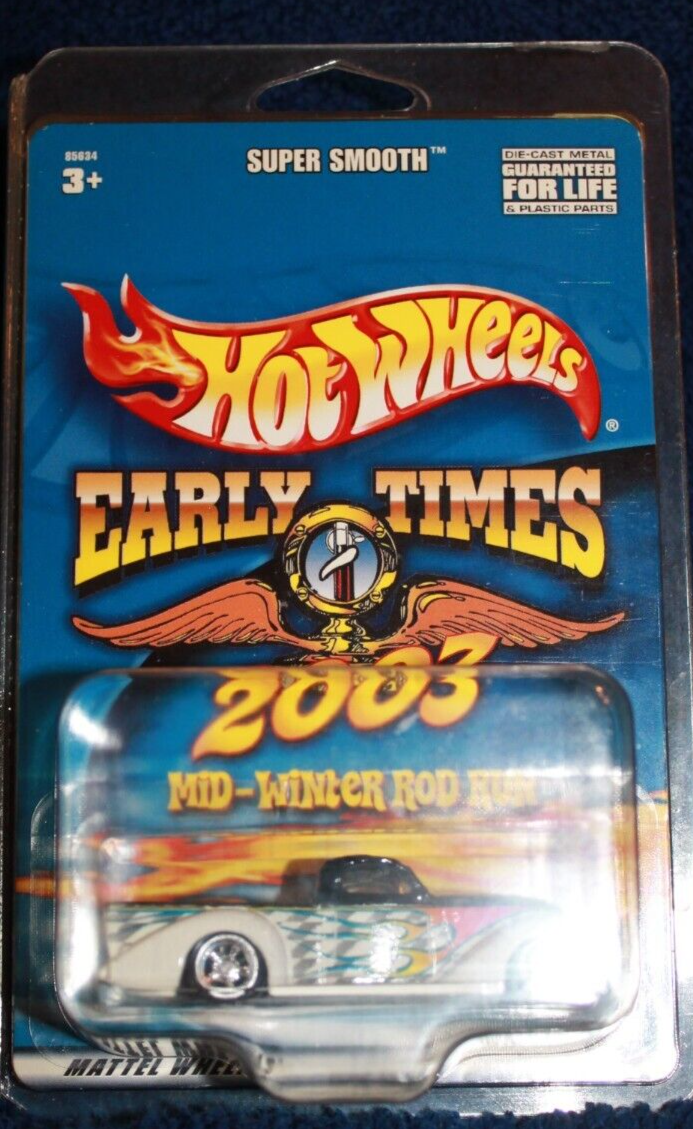 85634
3+
SUPER SMOOTH™
DIE-CAST METAL
GUARANTEED
FOR LIFE
& PLASTIC PARTS
Hot Wheels®
EARLY TIMES
2003
MID-WINTER ROD RUN
MATTEL WHEELS